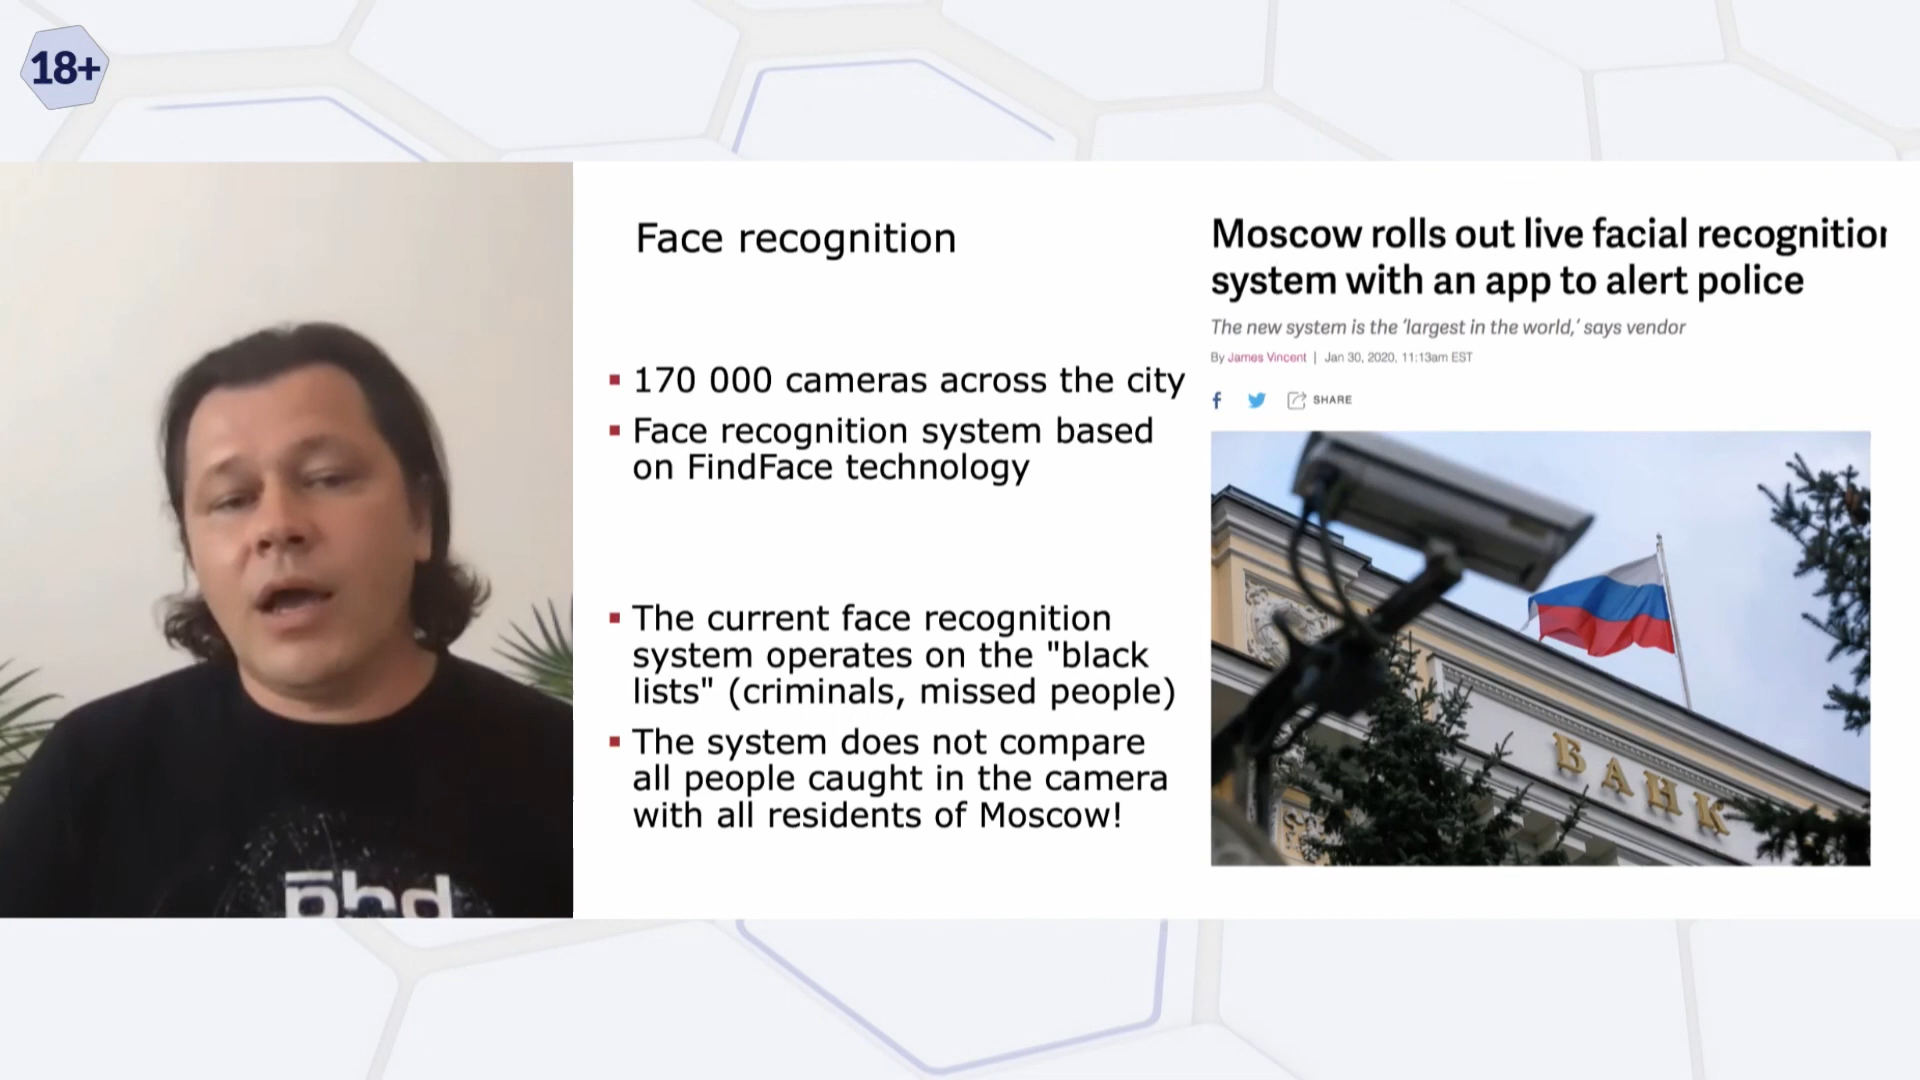 18+
Face recognition
170 000 cameras across the city
Face recognition system based
on FindFace technology
The current face recognition
system operates on the "black
lists" (criminals, missed people)
The system does not compare
all people caught in the camera
with all residents of Moscow!
Moscow rolls out live facial recognition
system with an app to alert police
The new system is the ‘largest in the world,’ says vendor
By James Vincent | Jan 30, 2020, 11:13am EST
f SHARE
БАНК
phd